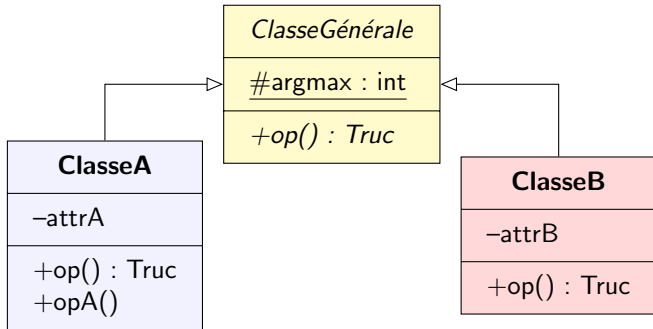 ClasseGénérale
#argmax : int
+op() : Truc
ClasseA
–attrA
+op() : Truc
+opA()
ClasseB
–attrB
+op() : Truc